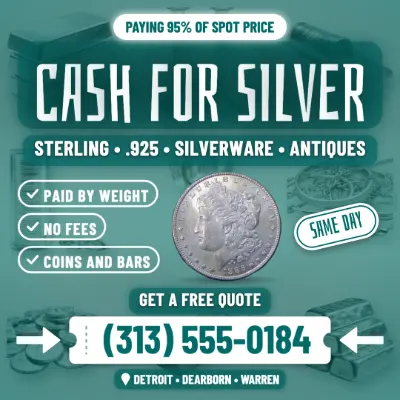 PAYING 95% OF SPOT PRICE
CASH FOR SILVER
STERLING • .925 • SILVERWARE • ANTIQUES
PAID BY WEIGHT
NO FEES
COINS AND BARS
SAME DAY
GET A FREE QUOTE
(313) 555-0184
DETROIT • DEARBORN • WARREN